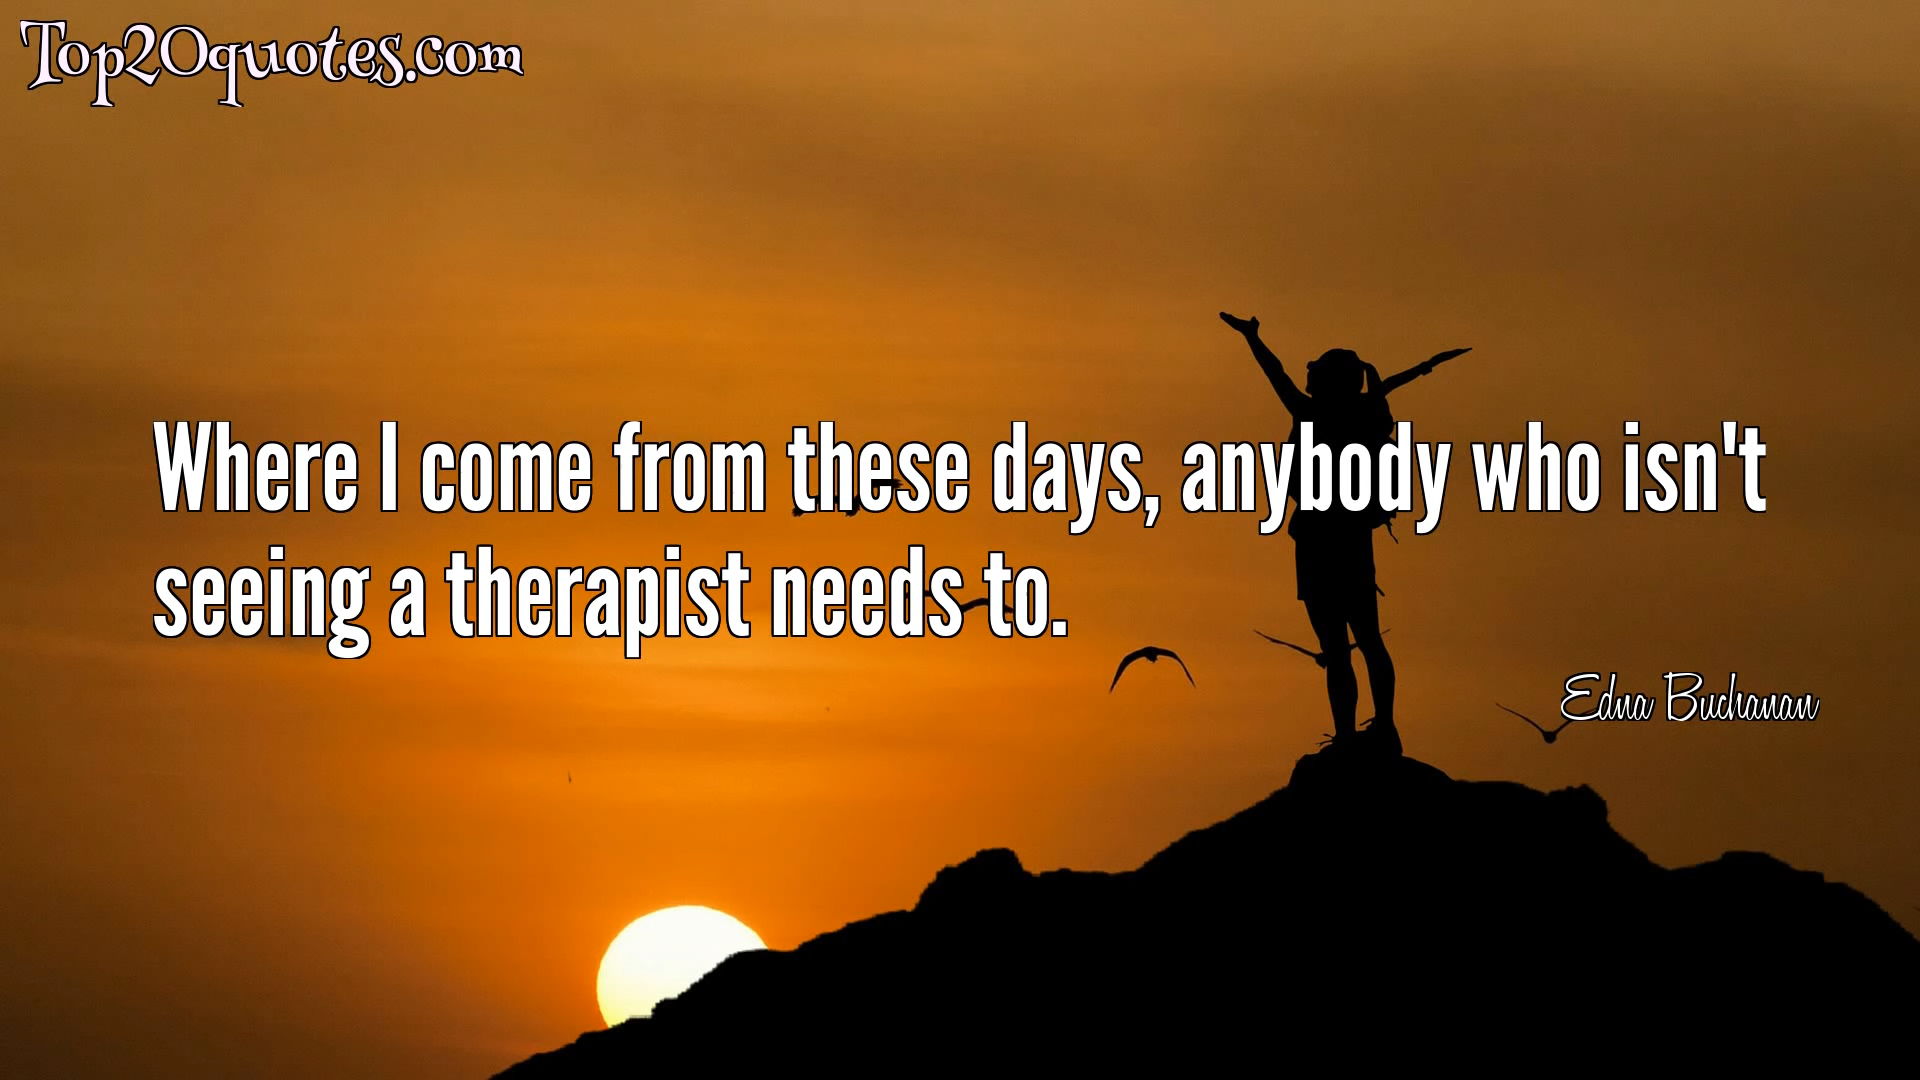 Top20quotes.com
Where I come from these days, anybody who isn't
seeing a therapist needs to.
Edna Buchanan